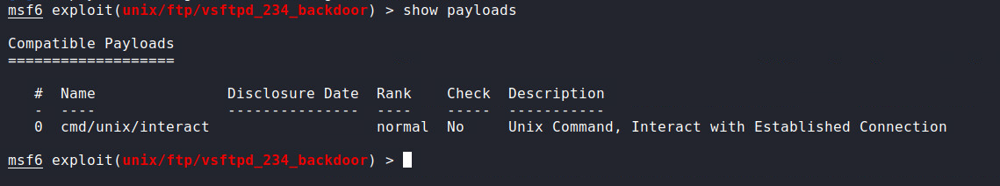 msf6 exploit(unix/ftp/vsftpd_234_backdoor) > show payloads
Compatible Payloads
===================
#  Name                   Disclosure Date  Rank    Check  Description
-  ----                   ---------------  ----    -----  -----------
0  cmd/unix/interact                       normal  No     Unix Command, Interact with Established Connection
msf6 exploit(unix/ftp/vsftpd_234_backdoor) >